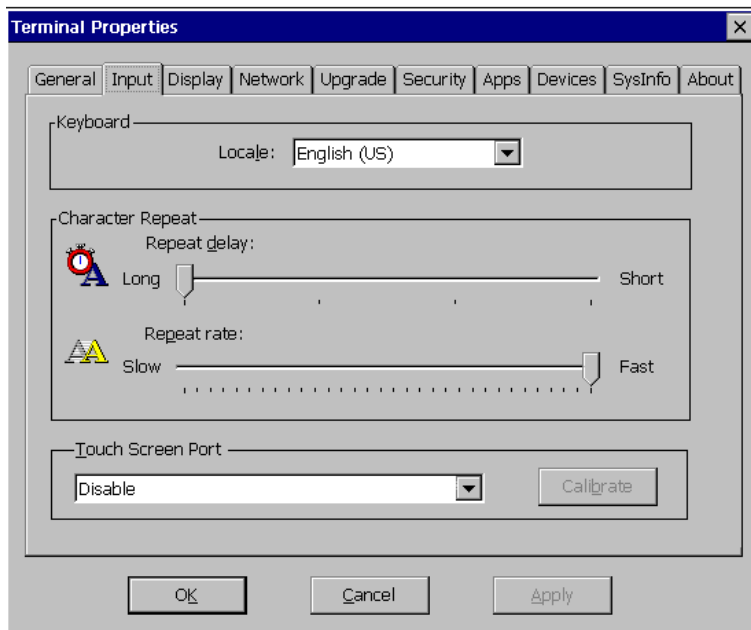 Terminal Properties
General Input Display Network Upgrade Security Apps Devices SysInfo About
Keyboard
Locale: English (US)
Character Repeat
Repeat delay:
Long Short
Repeat rate:
Slow Fast
Touch Screen Port
Disable Calibrate
OK Cancel Apply